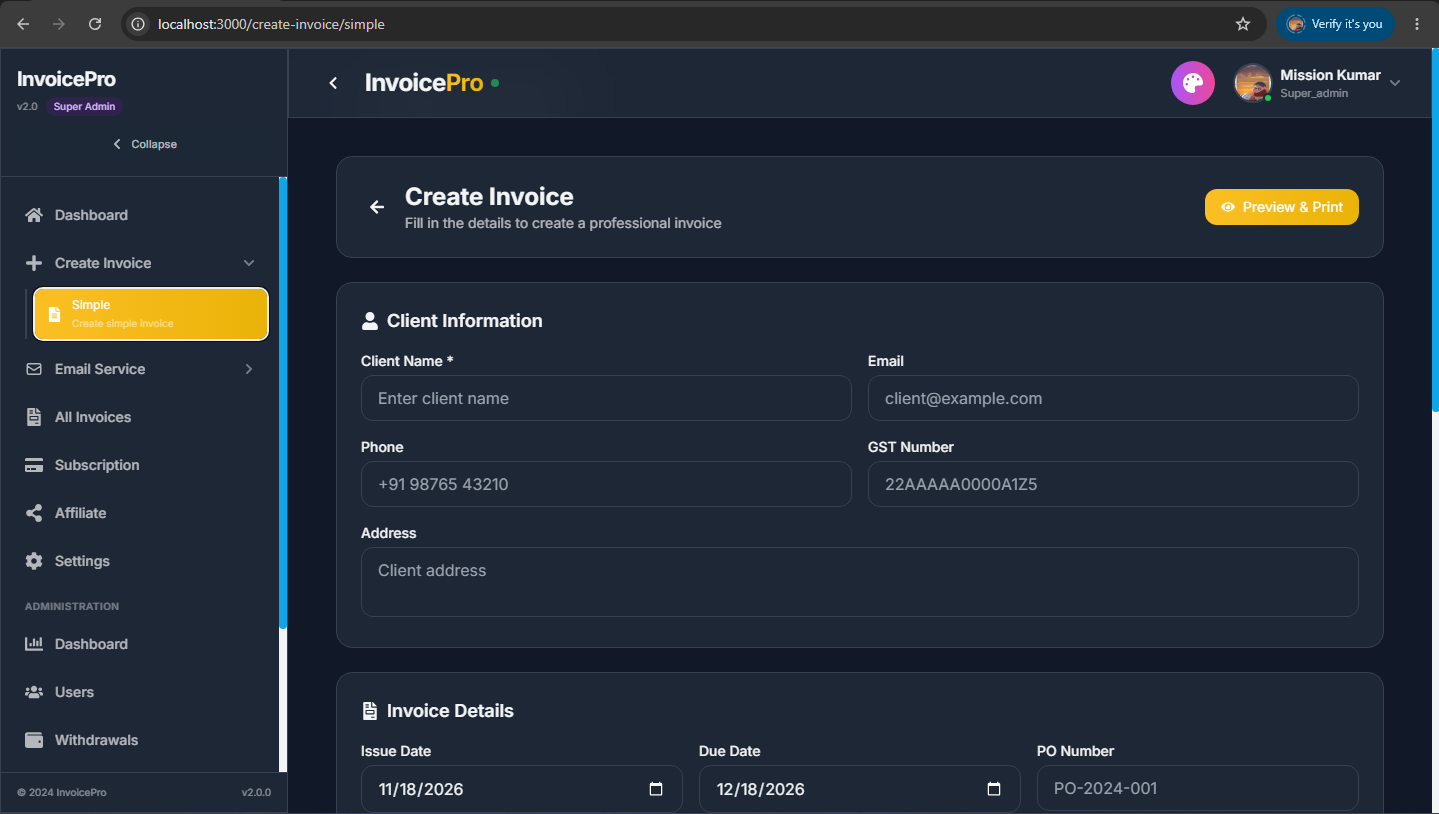 localhost:3000/create-invoice/simple
Verify it's you
InvoicePro
v2.0 Super Admin
Collapse
Dashboard
Create Invoice
Simple
Create simple invoice
Email Service
All Invoices
Subscription
Affiliate
Settings
ADMINISTRATION
Dashboard
Users
Withdrawals
© 2024 InvoicePro v2.0.0
InvoicePro
Mission Kumar
Super_admin
Create Invoice
Fill in the details to create a professional invoice
Preview & Print
Client Information
Client Name * Email
Enter client name client@example.com
Phone GST Number
+91 98765 43210 22AAAAA0000A1Z5
Address
Client address
Invoice Details
Issue Date Due Date PO Number
11/18/2026 12/18/2026 PO-2024-001